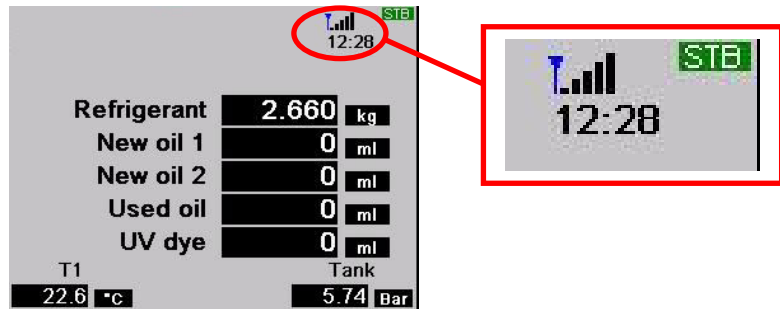 STB
12:28
Refrigerant 2.660 kg
New oil 1 0 ml
New oil 2 0 ml
Used oil 0 ml
UV dye 0 ml
T1 Tank
22.6 °C 5.74 Bar
STB
12:28